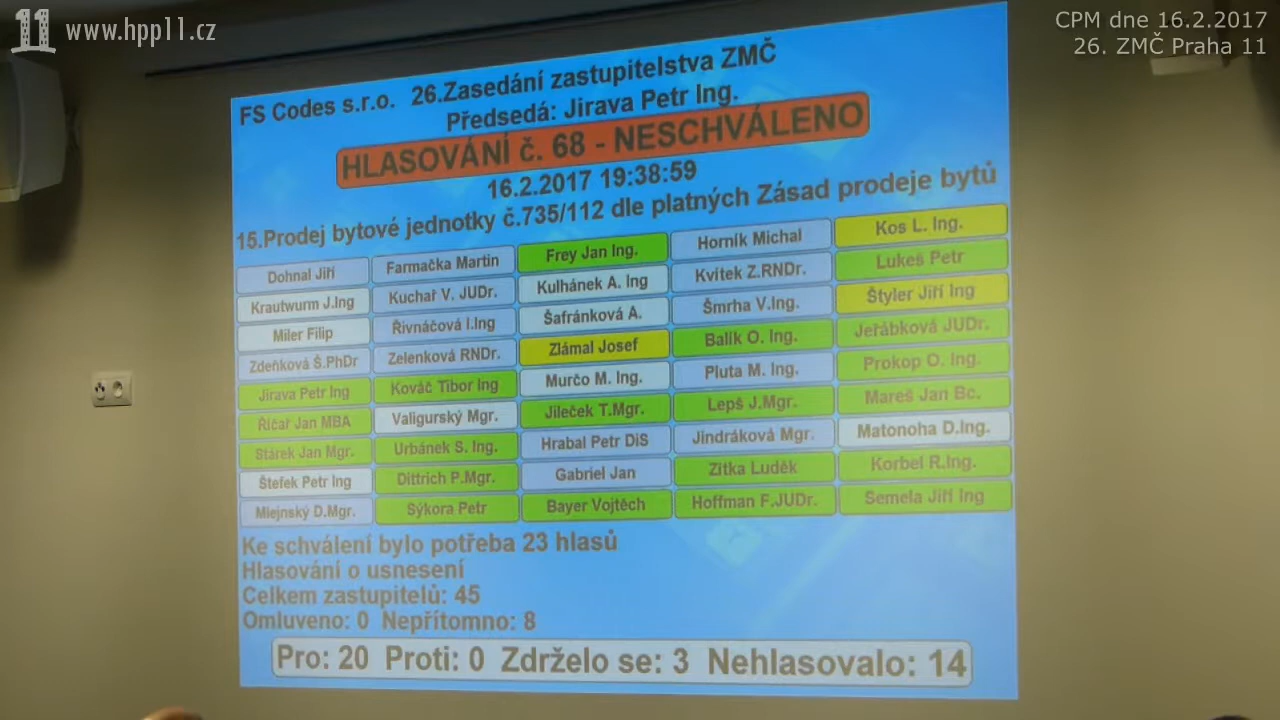 11 www.hpp11.cz
CPM dne 16.2.2017
26. ZMČ Praha 11
FS Codes s.r.o. 26.Zasedání zastupitelstva ZMČ
Předsedá: Jirava Petr Ing.
HLASOVÁNÍ č. 68 - NESCHVÁLENO
16.2.2017 19:38:59
15.Prodej bytové jednotky č.735/112 dle platných Zásad prodeje bytů
Dohnal Jiří Farmačka Martin Frey Jan Ing. Horník Michal Kos L. Ing.
Krautwurm J.Ing Kuchař V. JUDr. Kulhánek A. Ing Kvítek Z.RNDr. Lukeš Petr
Miler Filip Řivnáčová I.Ing Šafránková A. Šmrha V.Ing. Štyler Jiří Ing
Zdeňková Š.PhDr Zelenková RNDr. Zlámal Josef Balík O. Ing. Jeřábková JUDr.
Jirava Petr Ing Kováč Tibor Ing Murčo M. Ing. Pluta M. Ing. Prokop O. Ing.
Říčař Jan MBA Valigurský Mgr. Jileček T.Mgr. Lepš J.Mgr. Mareš Jan Bc.
Stárek Jan Mgr. Urbánek S. Ing. Hrabal Petr DiS Jindráková Mgr. Matonoha D.Ing.
Štefek Petr Ing Dittrich P.Mgr. Gabriel Jan Zítka Luděk Korbel R.Ing.
Mlejnský D.Mgr. Sýkora Petr Bayer Vojtěch Hoffman F.JUDr. Semela Jiří Ing
Ke schválení bylo potřeba 23 hlasů
Hlasování o usnesení
Celkem zastupitelů: 45
Omluveno: 0 Nepřítomno: 8
Pro: 20 Proti: 0 Zdrželo se: 3 Nehlasovalo: 14